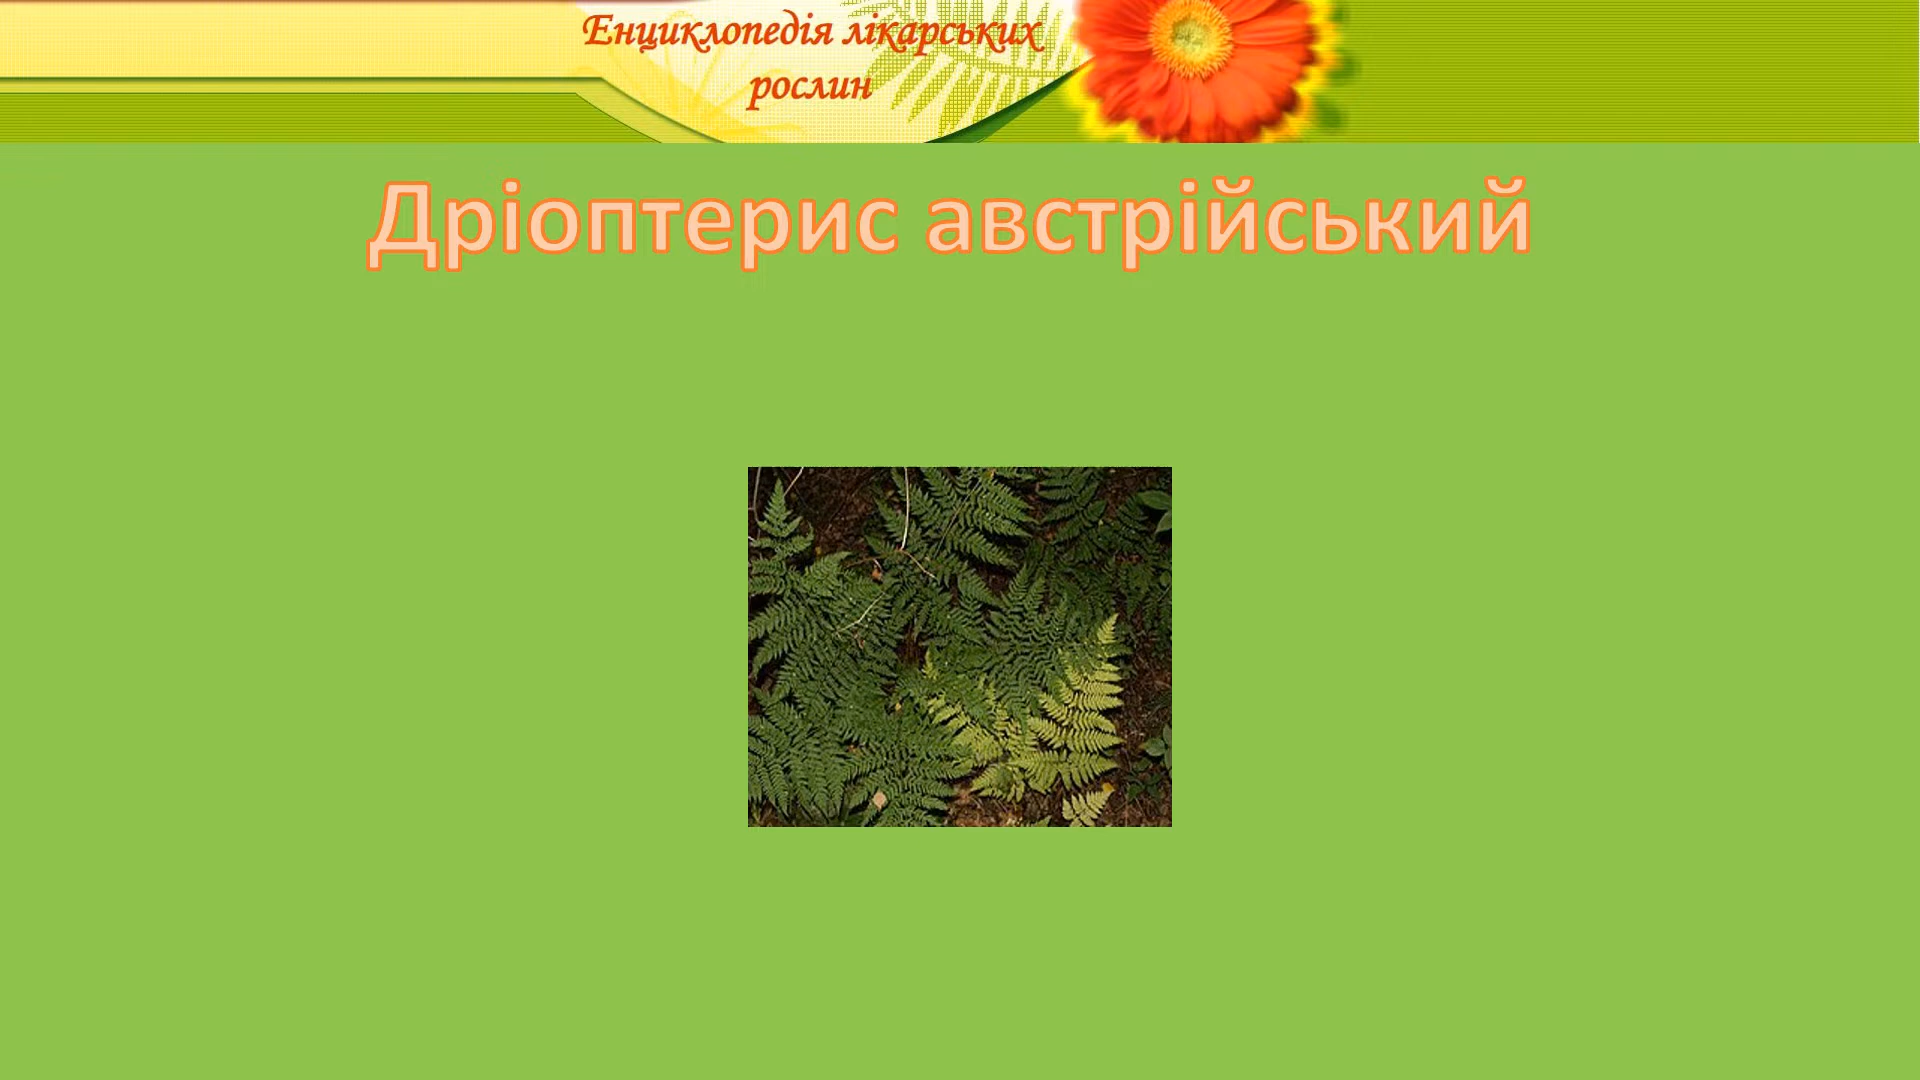 Енциклопедія лікарських
рослин
Дріоптерис австрійський